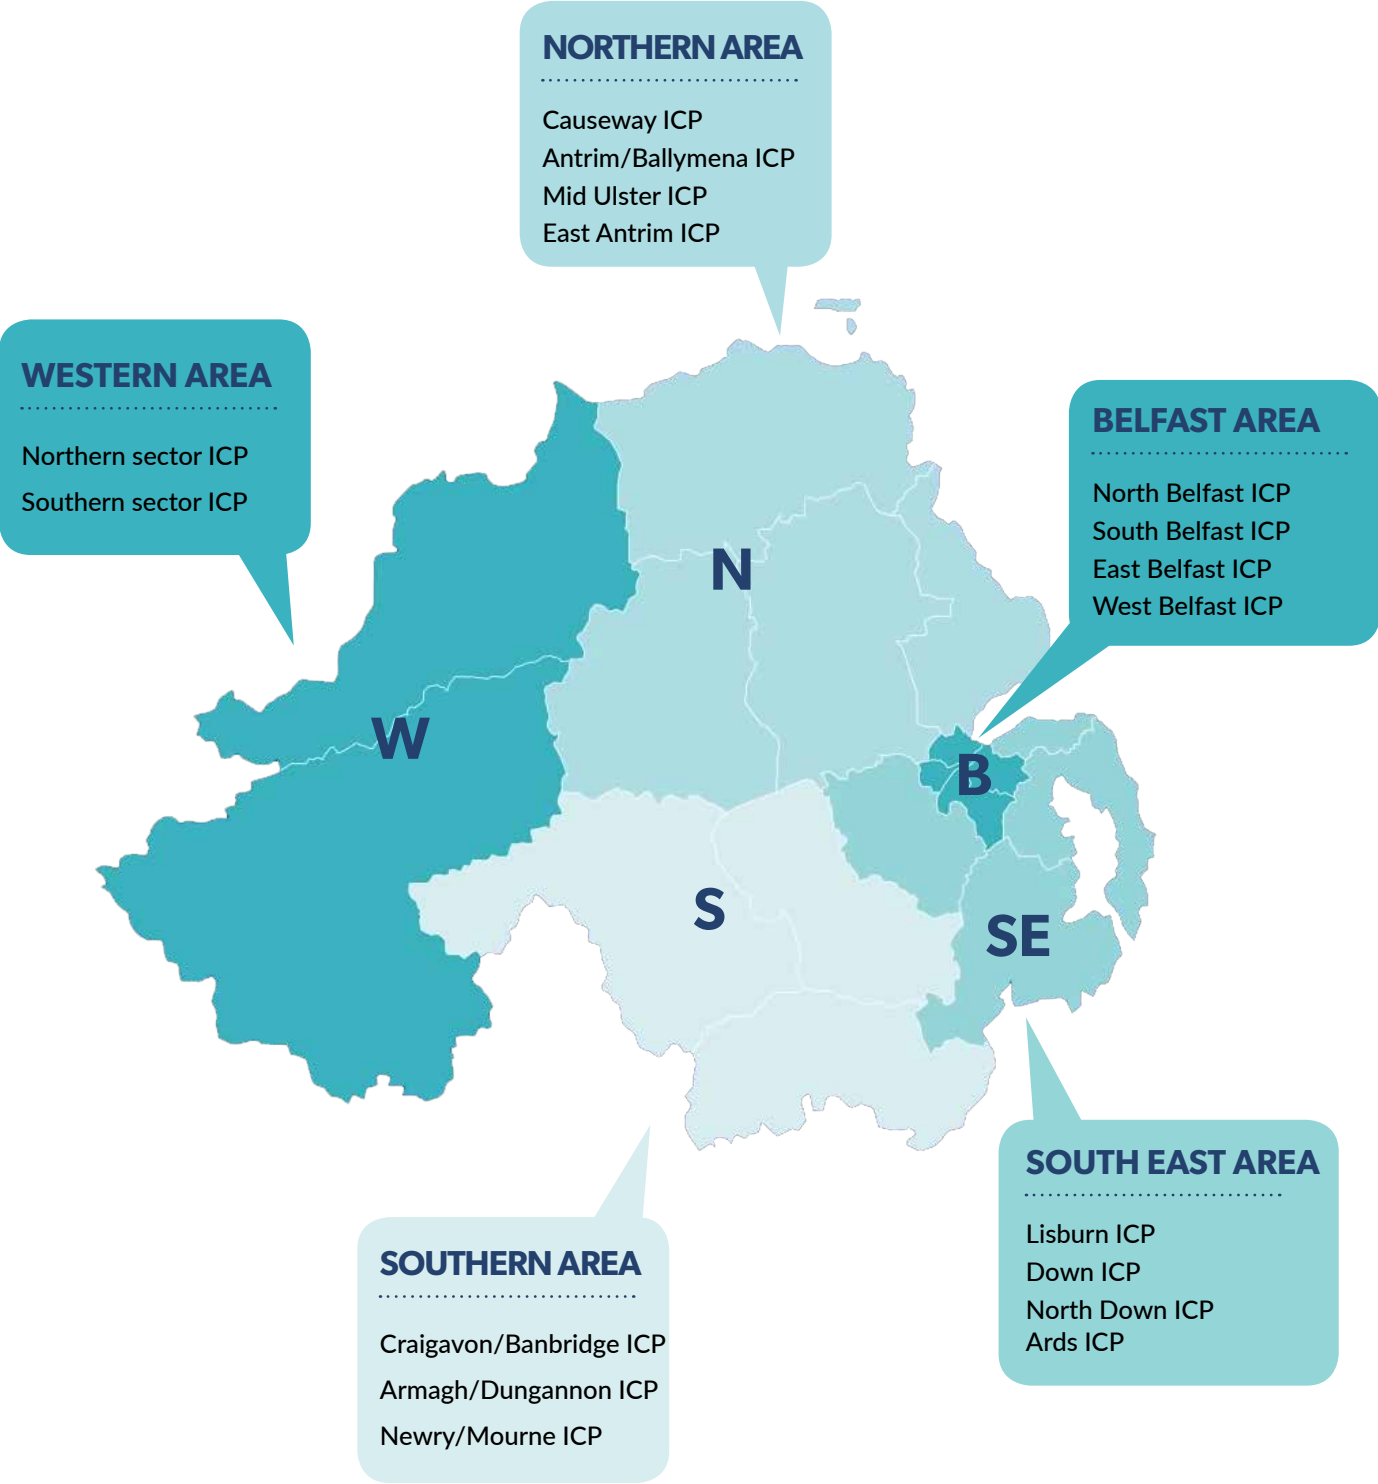 NORTHERN AREA
Causeway ICP
Antrim/Ballymena ICP
Mid Ulster ICP
East Antrim ICP
WESTERN AREA
Northern sector ICP
Southern sector ICP
BELFAST AREA
North Belfast ICP
South Belfast ICP
East Belfast ICP
West Belfast ICP
N
W
B
S
SE
SOUTH EAST AREA
Lisburn ICP
Down ICP
North Down ICP
Ards ICP
SOUTHERN AREA
Craigavon/Banbridge ICP
Armagh/Dungannon ICP
Newry/Mourne ICP